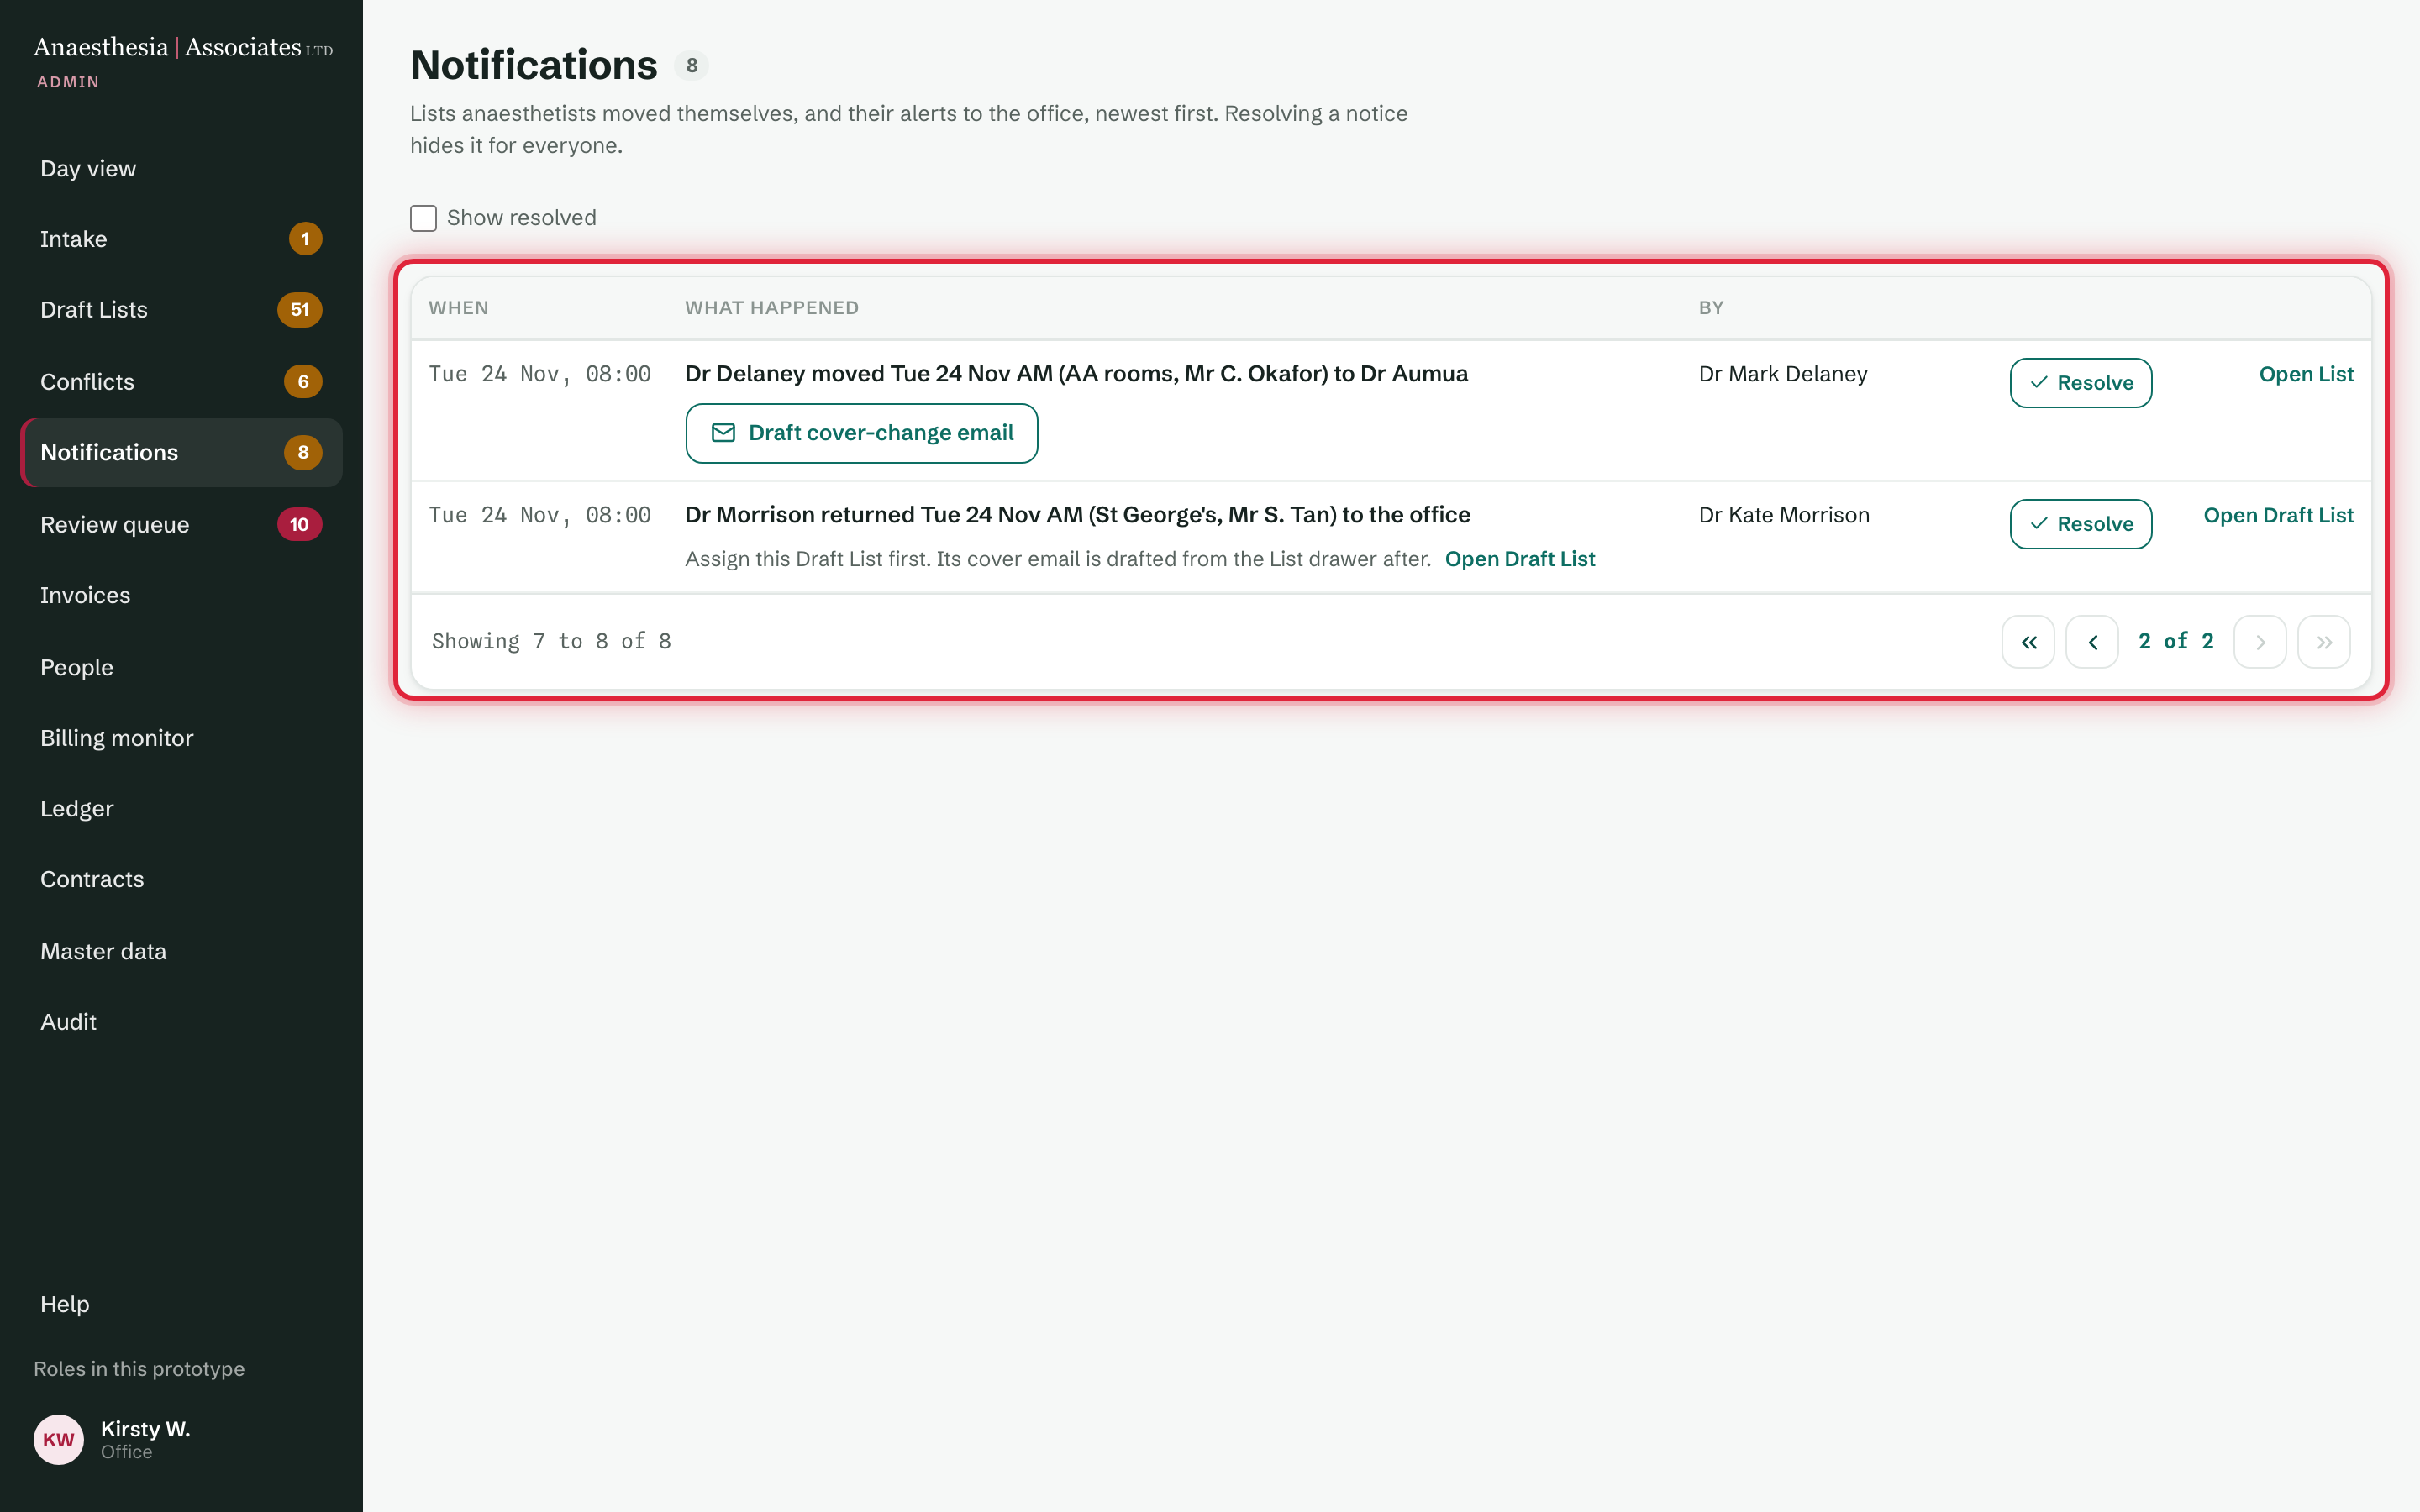 Anaesthesia | Associates LTD
ADMIN
Day view
Intake 1
Draft Lists 51
Conflicts 6
Notifications 8
Review queue 10
Invoices
People
Billing monitor
Ledger
Contracts
Master data
Audit
Help
Roles in this prototype
KW
Kirsty W.
Office
Notifications 8
Lists anaesthetists moved themselves, and their alerts to the office, newest first. Resolving a notice
hides it for everyone.
Show resolved
WHEN WHAT HAPPENED BY
Tue 24 Nov, 08:00 Dr Delaney moved Tue 24 Nov AM (AA rooms, Mr C. Okafor) to Dr Aumua Dr Mark Delaney Resolve Open List
Draft cover-change email
Tue 24 Nov, 08:00 Dr Morrison returned Tue 24 Nov AM (St George's, Mr S. Tan) to the office Dr Kate Morrison Resolve Open Draft List
Assign this Draft List first. Its cover email is drafted from the List drawer after. Open Draft List
Showing 7 to 8 of 8 2 of 2